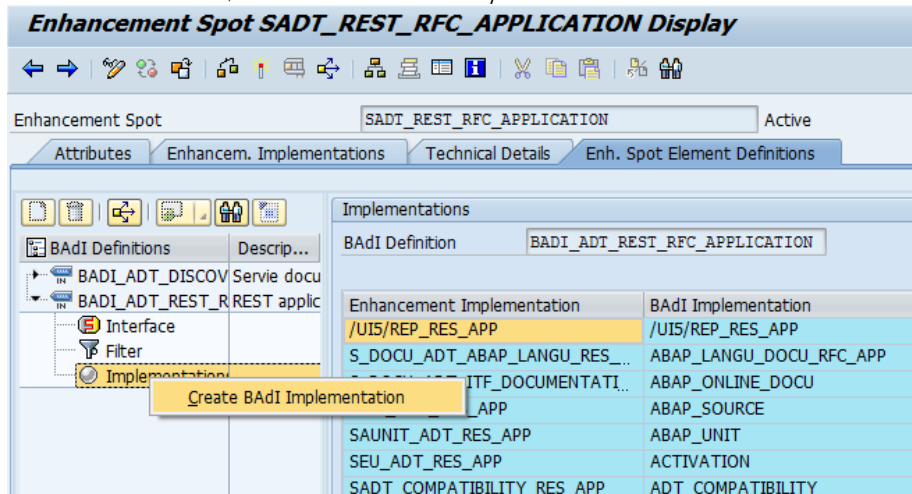 Enhancement Spot SADT_REST_RFC_APPLICATION Display
Enhancement Spot SADT_REST_RFC_APPLICATION Active
Attributes Enhancem. Implementations Technical Details Enh. Spot Element Definitions
Implementations
BAdI Definitions Descrip...
BAdI Definition BADI_ADT_REST_RFC_APPLICATION
BADI_ADT_DISCOV Servie docu
BADI_ADT_REST_R REST applic
Interface
Filter
Implementations
Create BAdI Implementation
Enhancement Implementation BAdI Implementation
/UI5/REP_RES_APP /UI5/REP_RES_APP
S_DOCU_ADT_ABAP_LANGU_RES_... ABAP_LANGU_DOCU_RFC_APP
ITF_DOCUMENTATI... ABAP_ONLINE_DOCU
APP ABAP_SOURCE
SAUNIT_ADT_RES_APP ABAP_UNIT
SEU_ADT_RES_APP ACTIVATION
SADT_COMPATIBILITY_RES_APP ADT_COMPATIBILITY